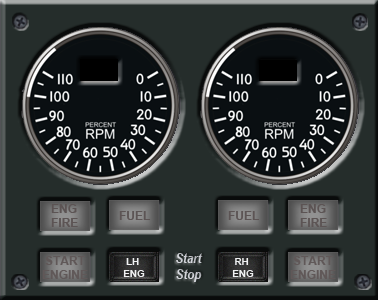 110 0
100 10
90 20
80 30
70 40
60 50
PERCENT
RPM
110 0
100 10
90 20
80 30
70 40
60 50
PERCENT
RPM
ENG
FIRE
FUEL
FUEL
ENG
FIRE
START
ENGINE
LH
ENG
Start
Stop
RH
ENG
START
ENGINE